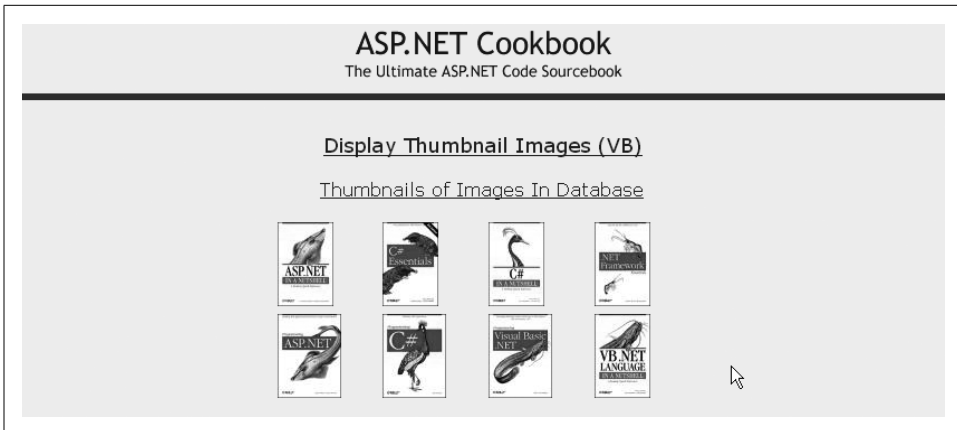 ASP.NET Cookbook
The Ultimate ASP.NET Code Sourcebook
Display Thumbnail Images (VB)
Thumbnails of Images In Database
ASP.NET
IN A NUTSHELL
C#
Essentials
C#
IN A NUTSHELL
.NET
Framework
Programming
ASP.NET
Programming
C#
Programming
Visual Basic
.NET
VB.NET
LANGUAGE
IN A NUTSHELL